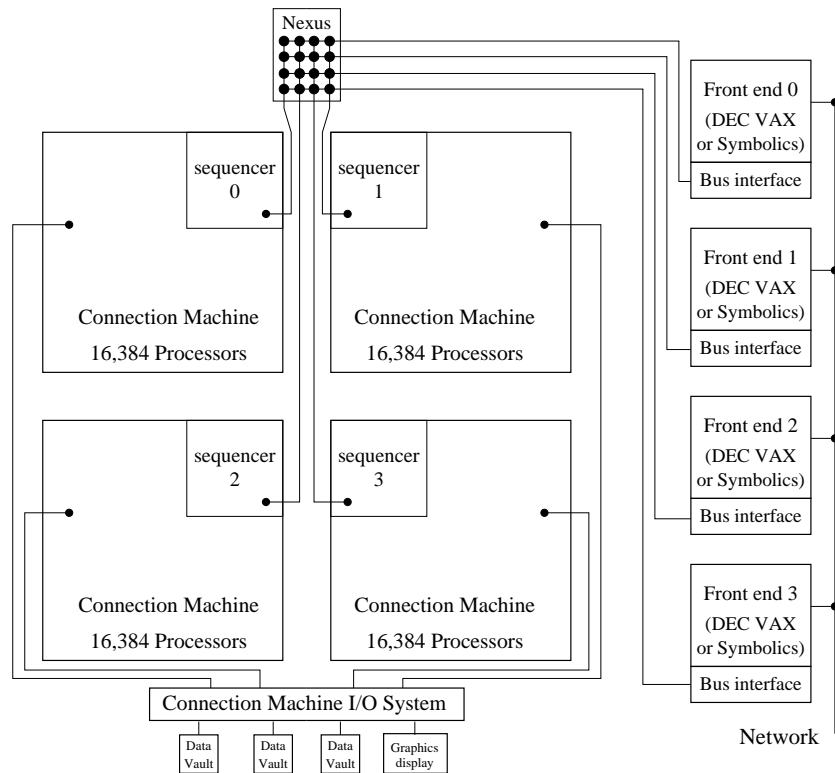 Nexus
Front end 0
(DEC VAX
or Symbolics)
Bus interface
sequencer
0
sequencer
1
Connection Machine
16,384 Processors
Connection Machine
16,384 Processors
Front end 1
(DEC VAX
or Symbolics)
Bus interface
sequencer
2
sequencer
3
Connection Machine
16,384 Processors
Connection Machine
16,384 Processors
Front end 2
(DEC VAX
or Symbolics)
Bus interface
Front end 3
(DEC VAX
or Symbolics)
Bus interface
Connection Machine I/O System
Data
Vault
Data
Vault
Data
Vault
Graphics
display
Network